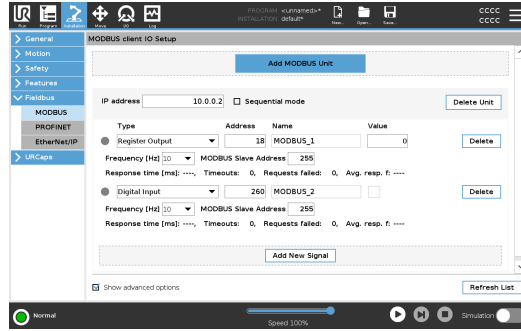 UR
PROGRAM <unnamed>*
INSTALLATION default*
CCCC
CCCC
Run Program Installation Move I/O Log New... Open... Save...
General
Motion
Safety
Features
Fieldbus
MODBUS
PROFINET
EtherNet/IP
URCaps
MODBUS client IO Setup
Add MODBUS Unit
IP address 10.0.0.2 Sequential mode Delete Unit
Type Address Name Value
Register Output 18 MODBUS_1 0 Delete
Frequency [Hz] 10 MODBUS Slave Address 255
Response time [ms]: ----, Timeouts: 0, Requests failed: 0, Avg. resp. f: ----
Digital Input 260 MODBUS_2 Delete
Frequency [Hz] 10 MODBUS Slave Address 255
Response time [ms]: ----, Timeouts: 0, Requests failed: 0, Avg. resp. f: ----
Add New Signal
Show advanced options Refresh List
Normal Speed 100% Simulation